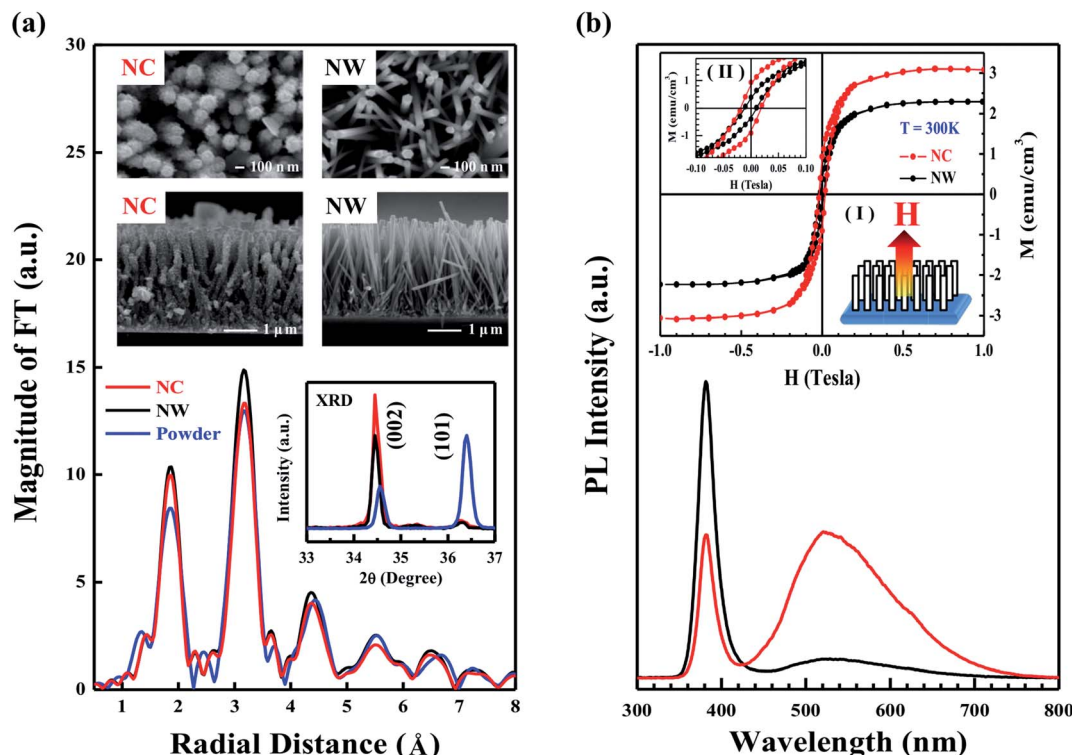 (a)
30
25
20
15
10
5
0
Magnitude of FT (a.u.)
NC
100 nm
NW
100 nm
NC
1 μm
NW
1 μm
NC
NW
Powder
XRD
(002)
(101)
Intensity (a.u.)
33 34 35 36 37
2θ (Degree)
1 2 3 4 5 6 7 8
Radial Distance (Å)
(b)
PL Intensity (a.u.)
(II)
M (emu/cm³)
1
0
-1
-0.10 -0.05 0.00 0.05 0.10
H (Tesla)
T = 300K
NC
NW
(I)
H
3
2
1
0
-1
-2
-3
M (emu/cm³)
-1.0 -0.5 0.0 0.5 1.0
H (Tesla)
300 400 500 600 700 800
Wavelength (nm)